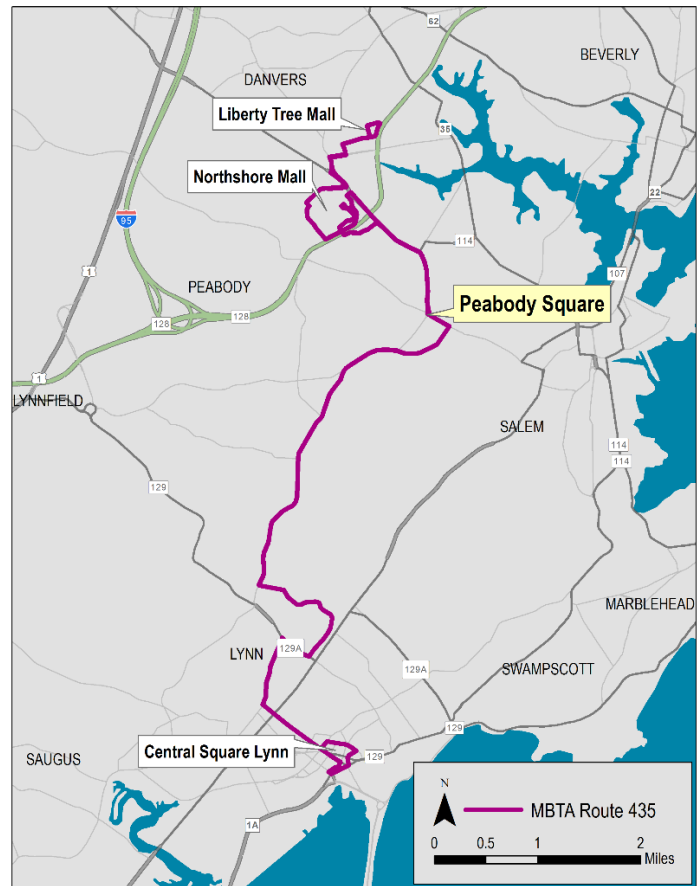 62
BEVERLY
DANVERS
Liberty Tree Mall
35
Northshore Mall
22
95
114
1
107
PEABODY
Peabody Square
128
128
1
LYNNFIELD
SALEM
114
114
129
MARBLEHEAD
LYNN
129A
129A
SWAMPSCOTT
129
Central Square Lynn
129
SAUGUS
1A
N
MBTA Route 435
0 0.5 1 2
Miles